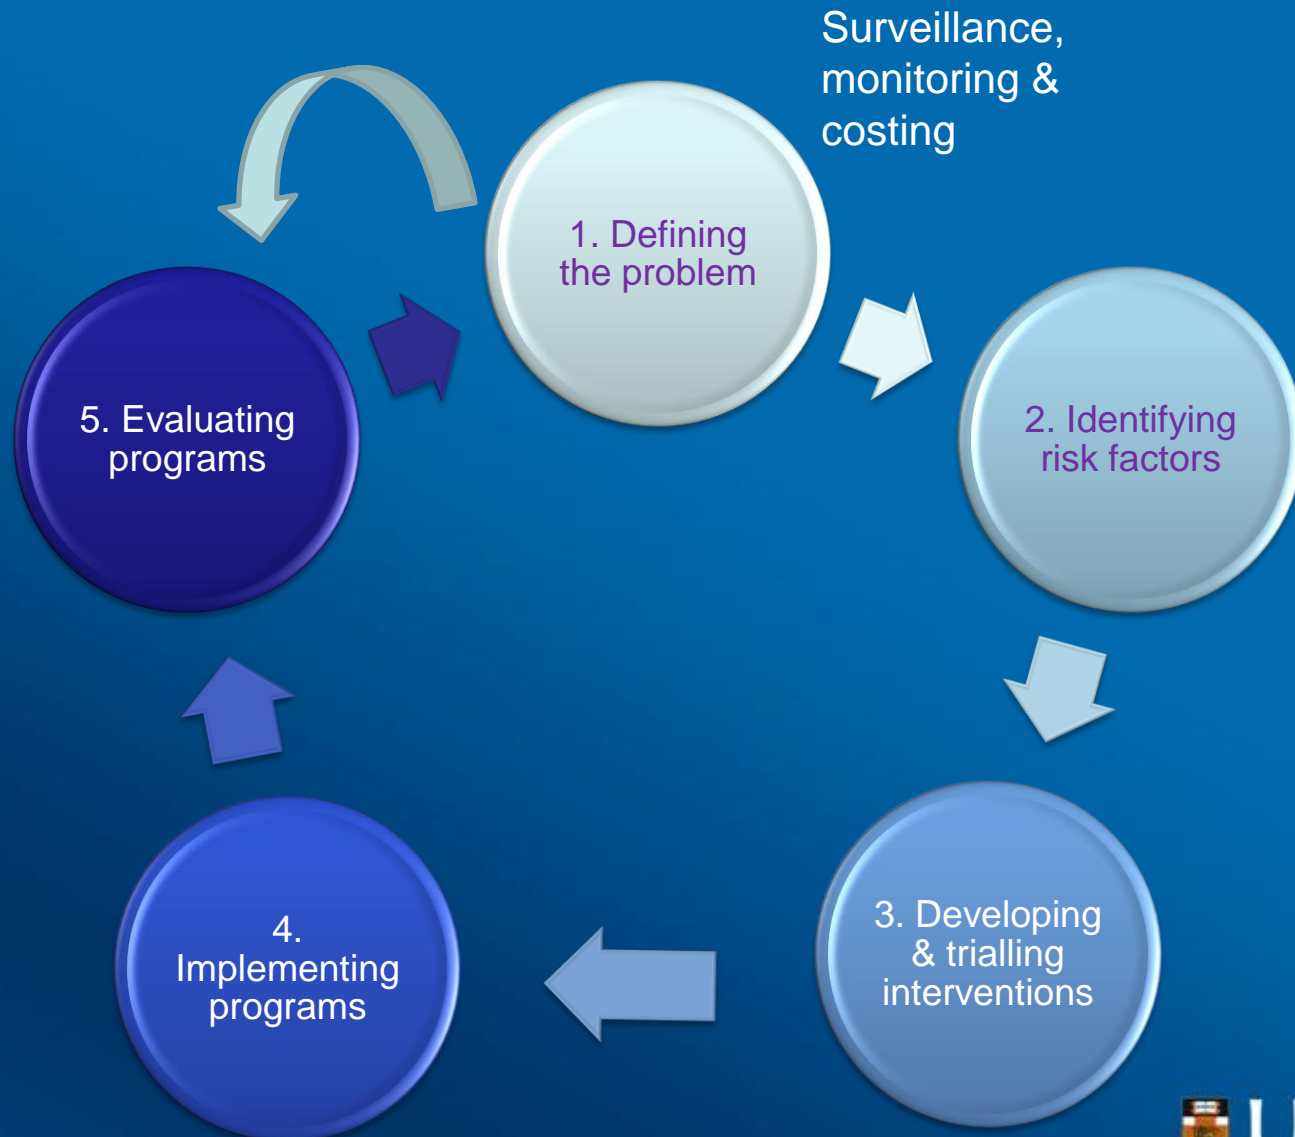 Surveillance,
monitoring &
costing
1. Defining
the problem
2. Identifying
risk factors
3. Developing
& trialling
interventions
4.
Implementing
programs
5. Evaluating
programs